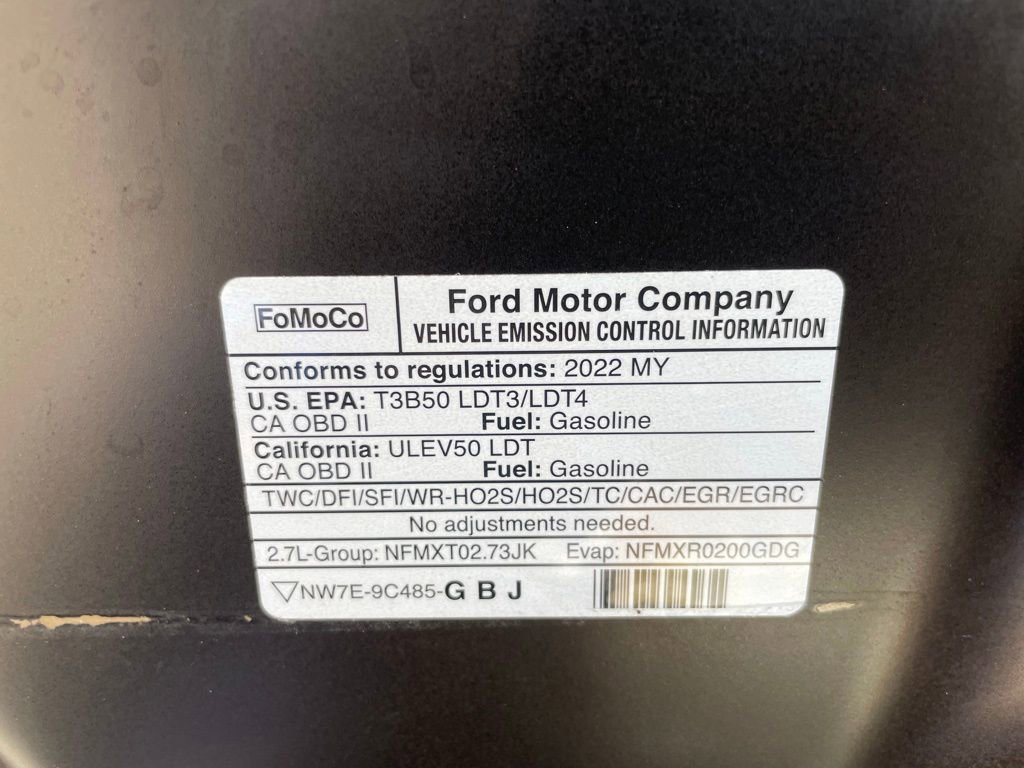 FoMoCo
Ford Motor Company
VEHICLE EMISSION CONTROL INFORMATION
Conforms to regulations: 2022 MY
U.S. EPA: T3B50 LDT3/LDT4
CA OBD II Fuel: Gasoline
California: ULEV50 LDT
CA OBD II Fuel: Gasoline
TWC/DFI/SFI/WR-HO2S/HO2S/TC/CAC/EGR/EGRC
No adjustments needed.
2.7L-Group: NFMXT02.73JK Evap: NFMXR0200GDG
NW7E-9C485-G B J